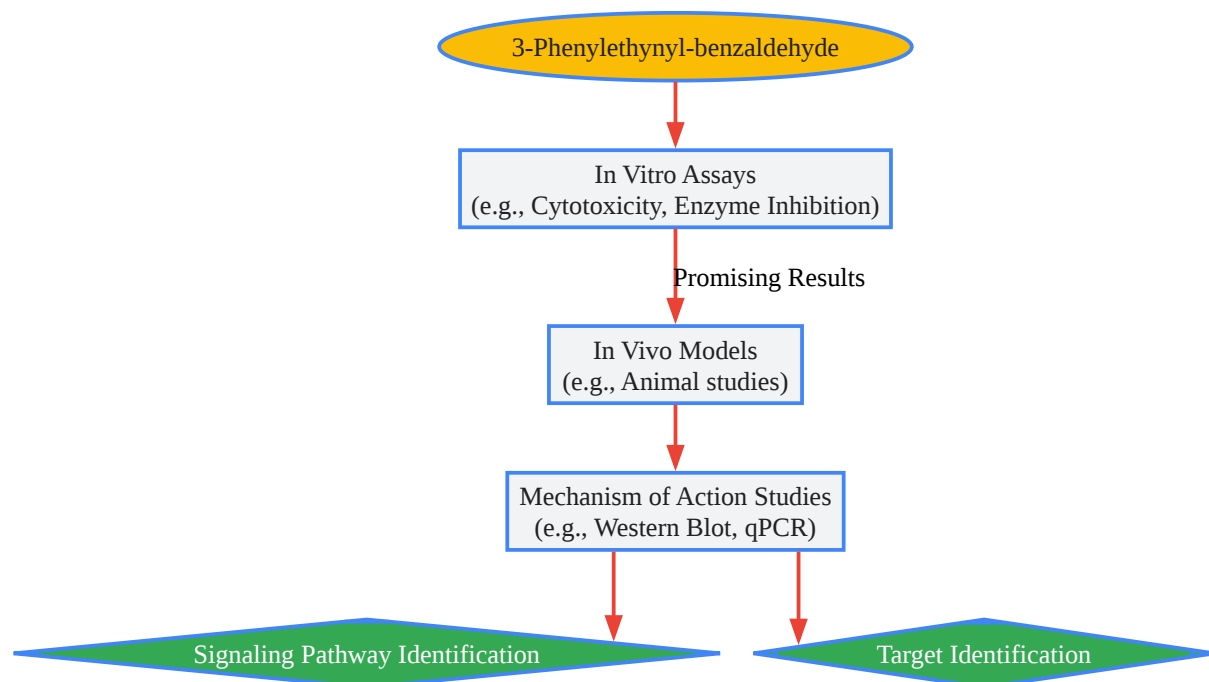 3-Phenylethynyl-benzaldehyde
In Vitro Assays
(e.g., Cytotoxicity, Enzyme Inhibition)
Promising Results
In Vivo Models
(e.g., Animal studies)
Mechanism of Action Studies
(e.g., Western Blot, qPCR)
Signaling Pathway Identification
Target Identification